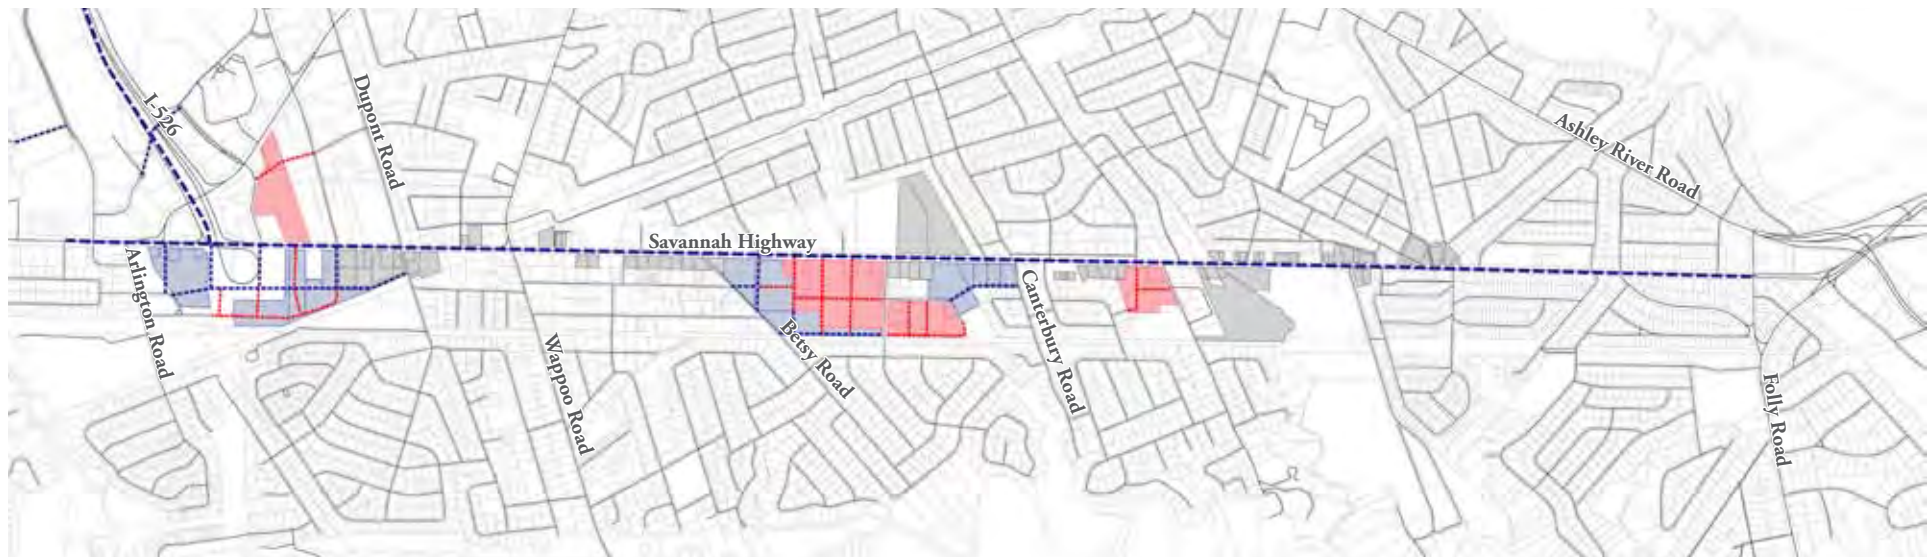 I-526
Dupont Road
Ashley River Road
Savannah Highway
Arlington Road
Wappoo Road
Betsy Road
Canterbury Road
Folly Road